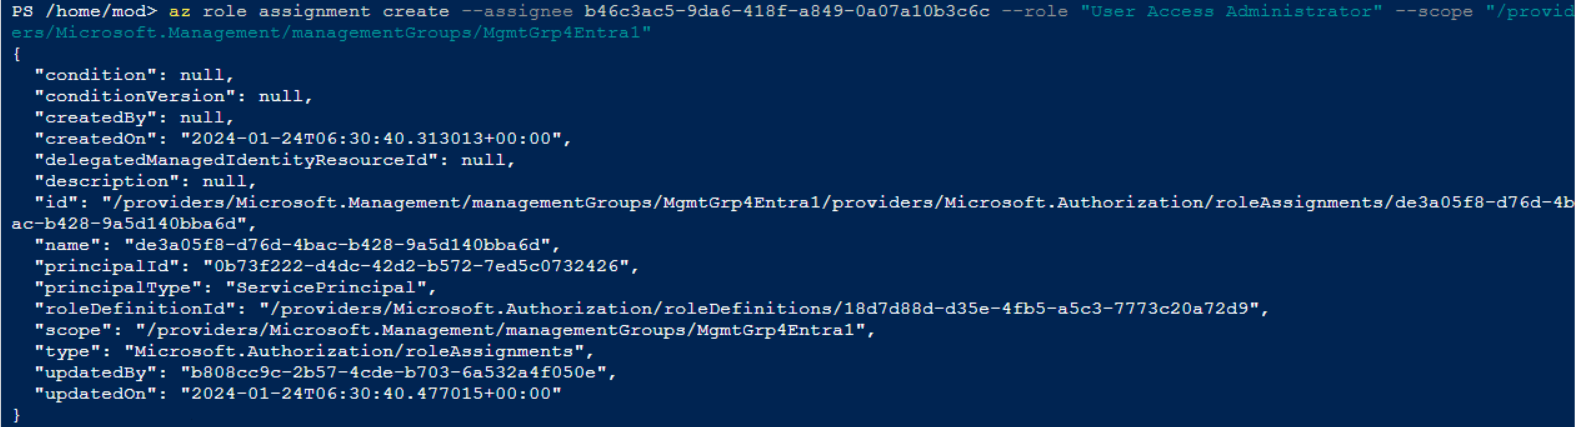 PS /home/mod> az role assignment create --assignee b46c3ac5-9da6-418f-a849-0a07a10b3c6c --role "User Access Administrator" --scope "/provid
ers/Microsoft.Management/managementGroups/MgmtGrp4Entra1"
{
  "condition": null,
  "conditionVersion": null,
  "createdBy": null,
  "createdOn": "2024-01-24T06:30:40.313013+00:00",
  "delegatedManagedIdentityResourceId": null,
  "description": null,
  "id": "/providers/Microsoft.Management/managementGroups/MgmtGrp4Entra1/providers/Microsoft.Authorization/roleAssignments/de3a05f8-d76d-4b
ac-b428-9a5d140bba6d",
  "name": "de3a05f8-d76d-4bac-b428-9a5d140bba6d",
  "principalId": "0b73f222-d4dc-42d2-b572-7ed5c0732426",
  "principalType": "ServicePrincipal",
  "roleDefinitionId": "/providers/Microsoft.Authorization/roleDefinitions/18d7d88d-d35e-4fb5-a5c3-7773c20a72d9",
  "scope": "/providers/Microsoft.Management/managementGroups/MgmtGrp4Entra1",
  "type": "Microsoft.Authorization/roleAssignments",
  "updatedBy": "b808cc9c-2b57-4cde-b703-6a532a4f050e",
  "updatedOn": "2024-01-24T06:30:40.477015+00:00"
}